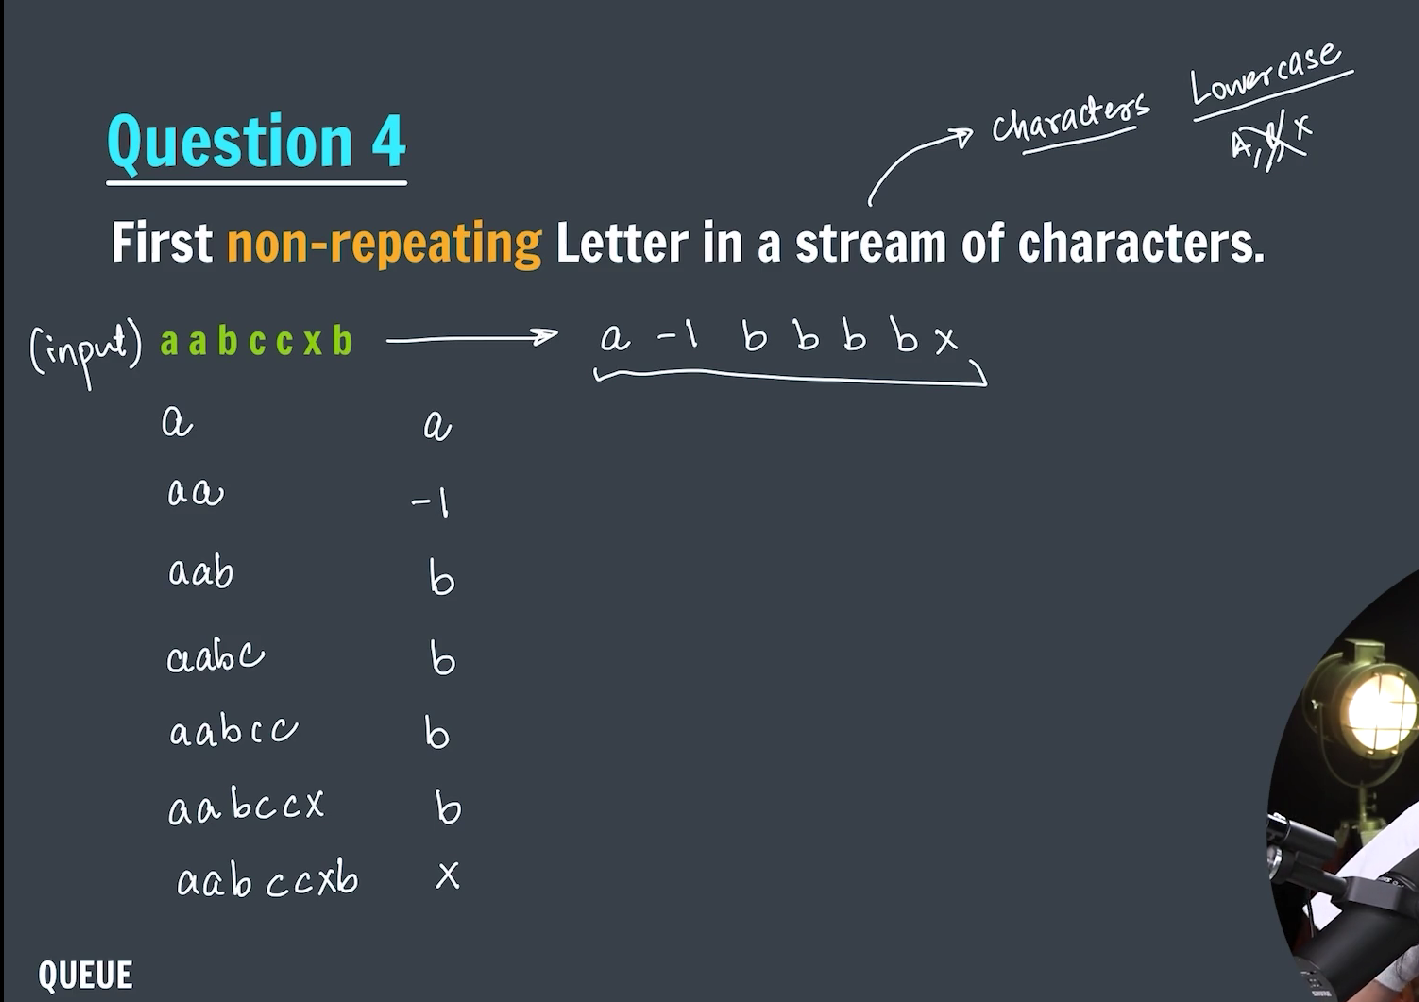 Lowercase
characters
A, X
Question 4
First non-repeating Letter in a stream of characters.
(input) a a b c c x b → a -1 b b b b x
a a
aa -1
aab b
aabc b
aabcc b
aabccx b
aabccxb x
QUEUE